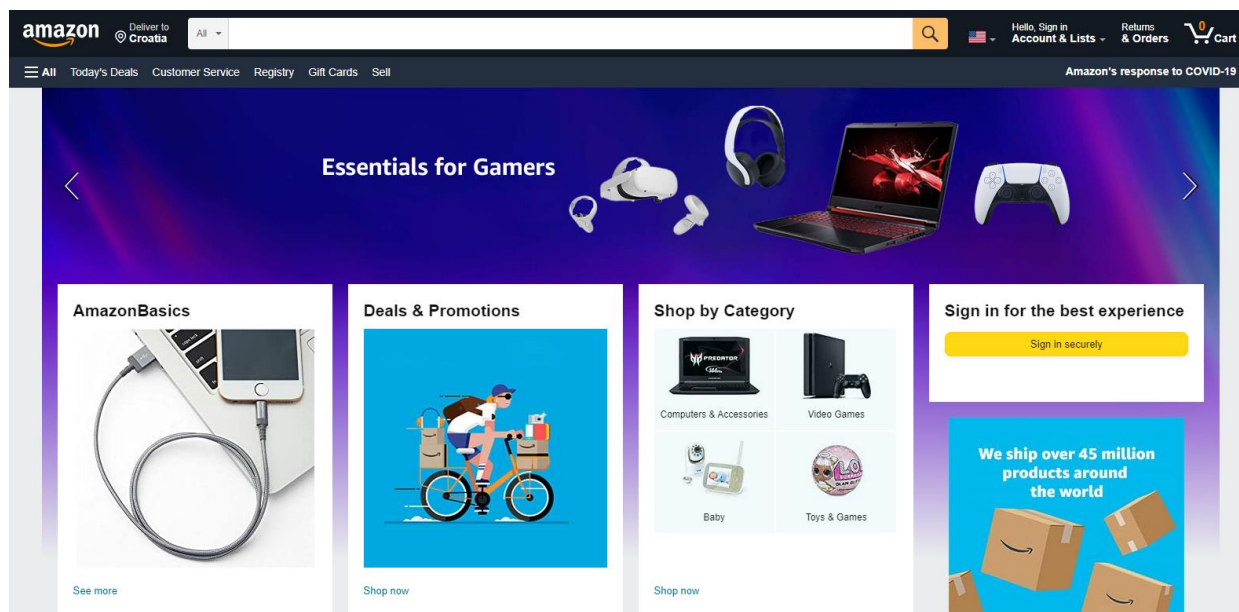 amazon
Deliver to
Croatia
All
Hello, Sign in
Account & Lists
Returns
& Orders
0
Cart
All
Today's Deals
Customer Service
Registry
Gift Cards
Sell
Amazon's response to COVID-19
Essentials for Gamers
AmazonBasics
See more
Deals & Promotions
Shop now
Shop by Category
PREDATOR
Computers & Accessories
Video Games
L.O.L.
Baby
Toys & Games
Shop now
Sign in for the best experience
Sign in securely
We ship over 45 million
products around
the world